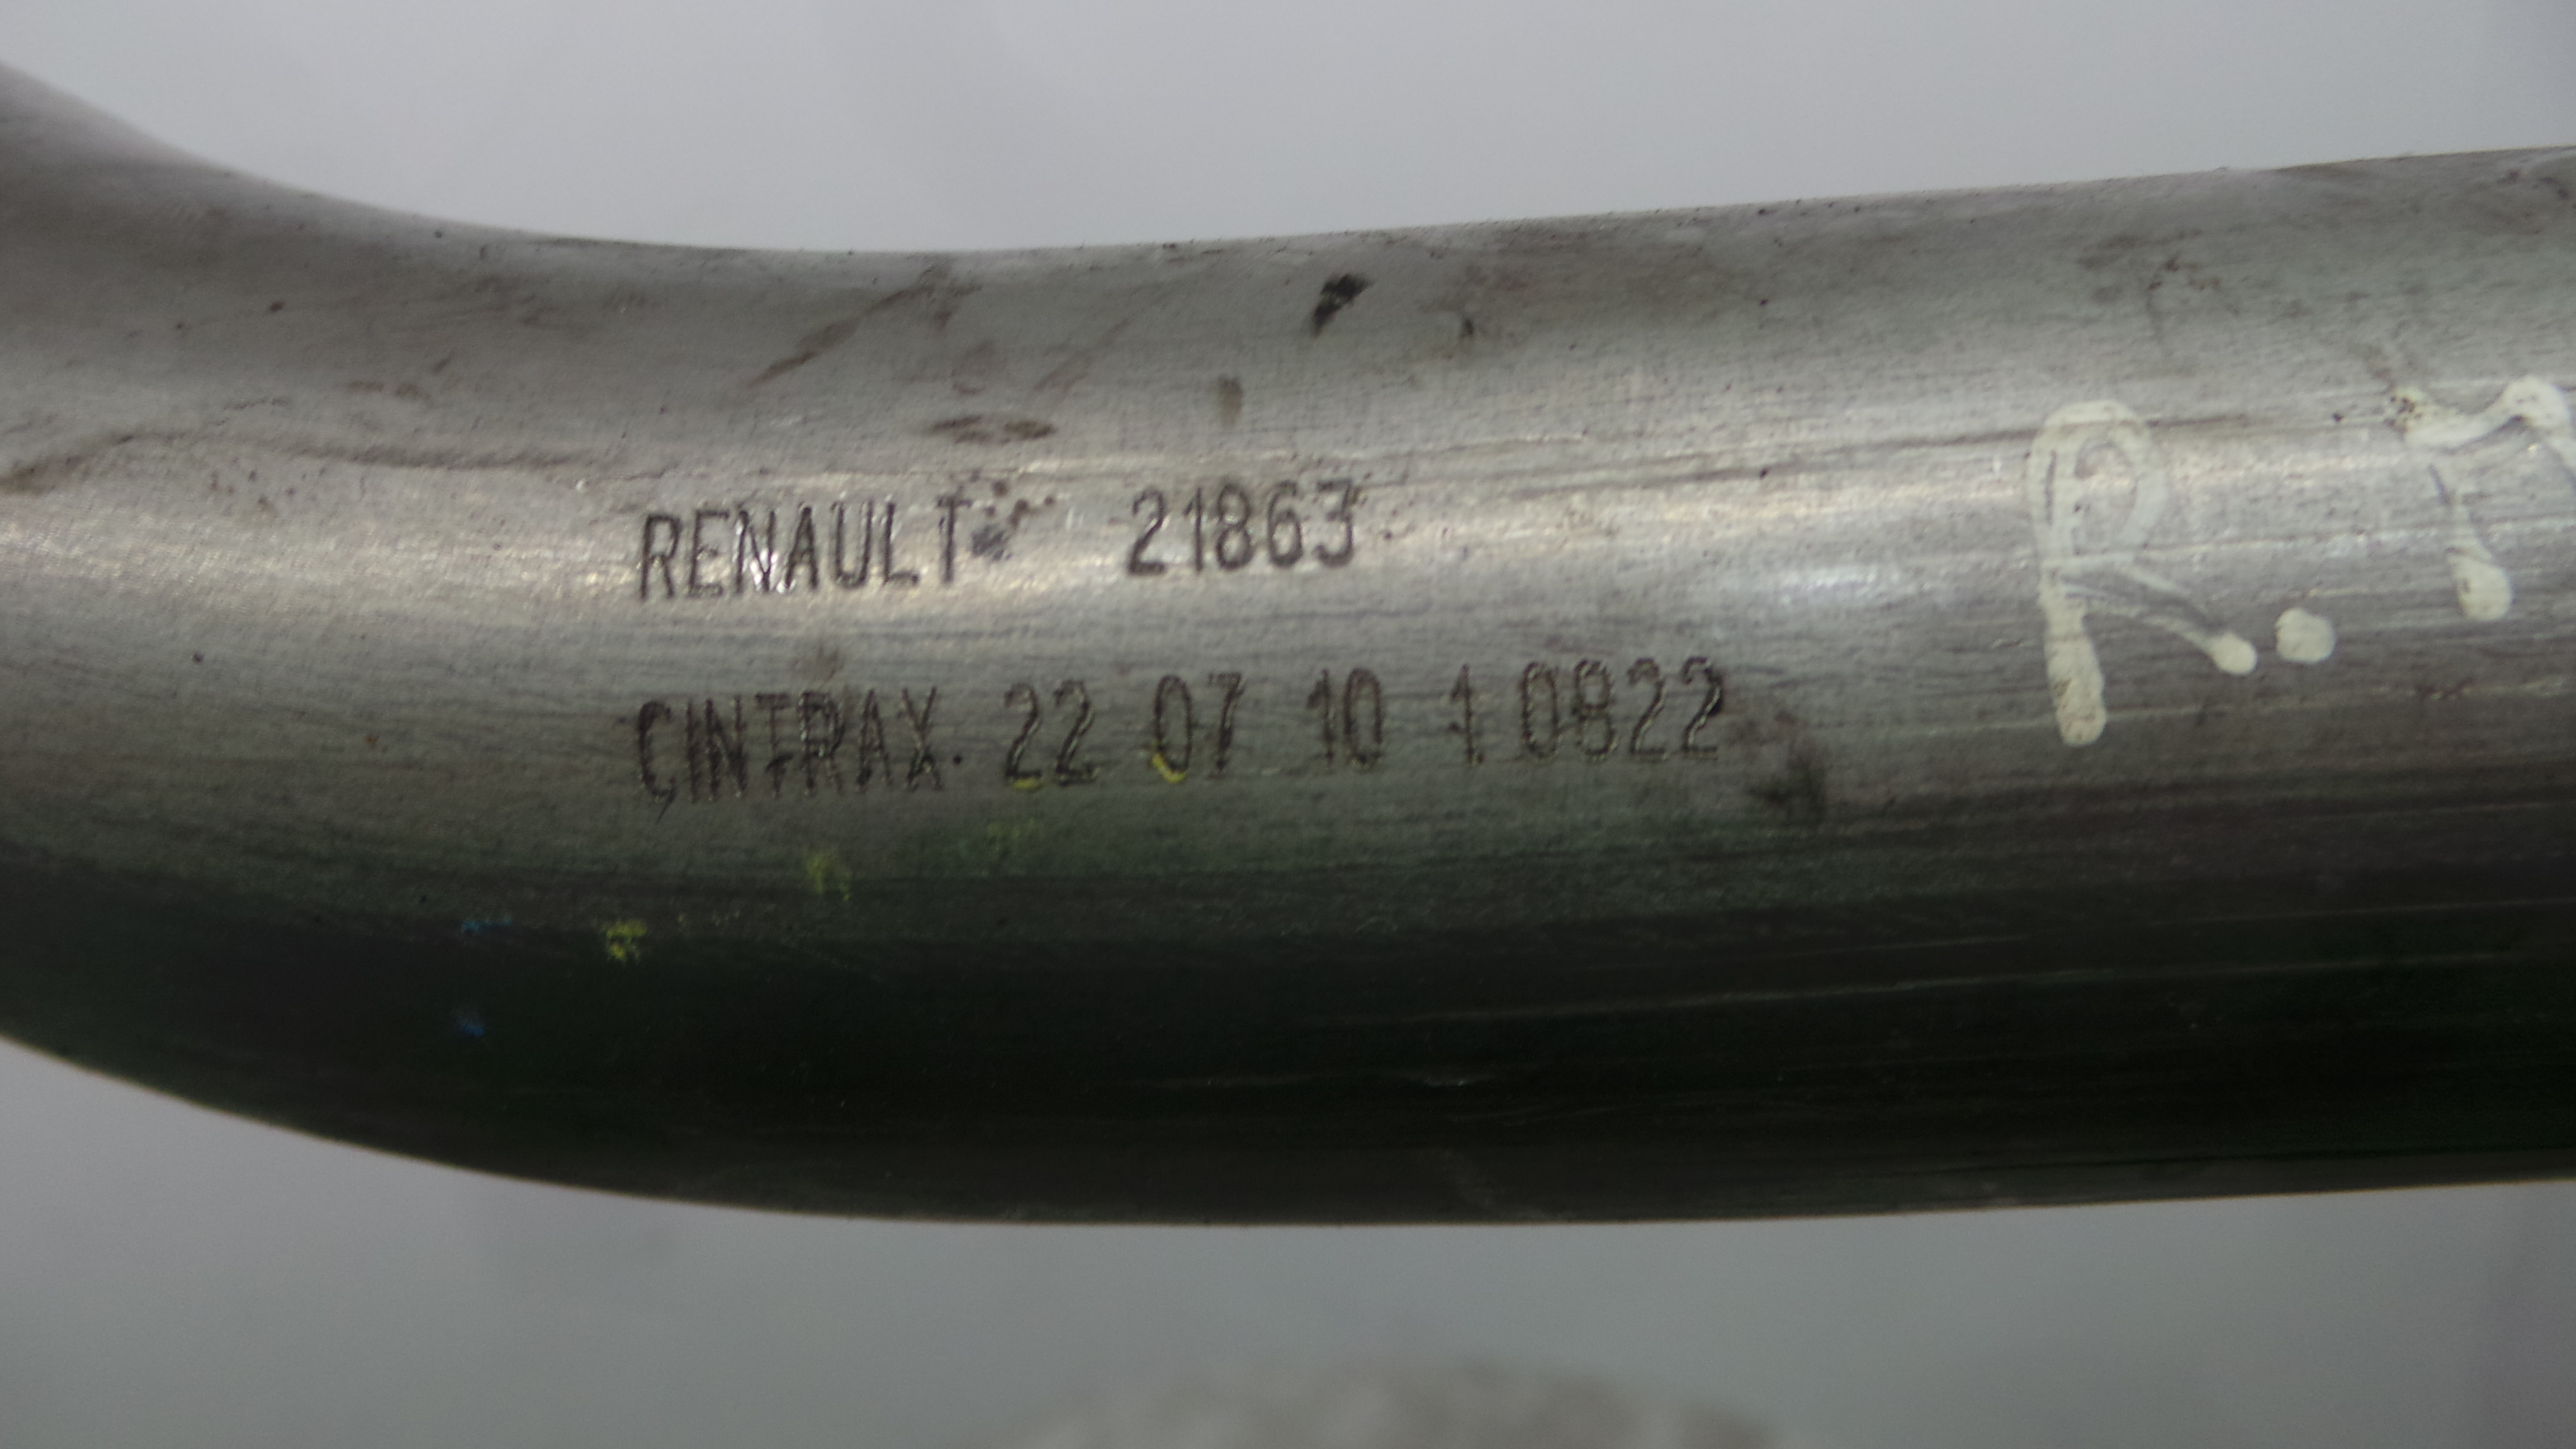 RENAULT 21863
CINTRAX. 22 07 10 1 0822
R.